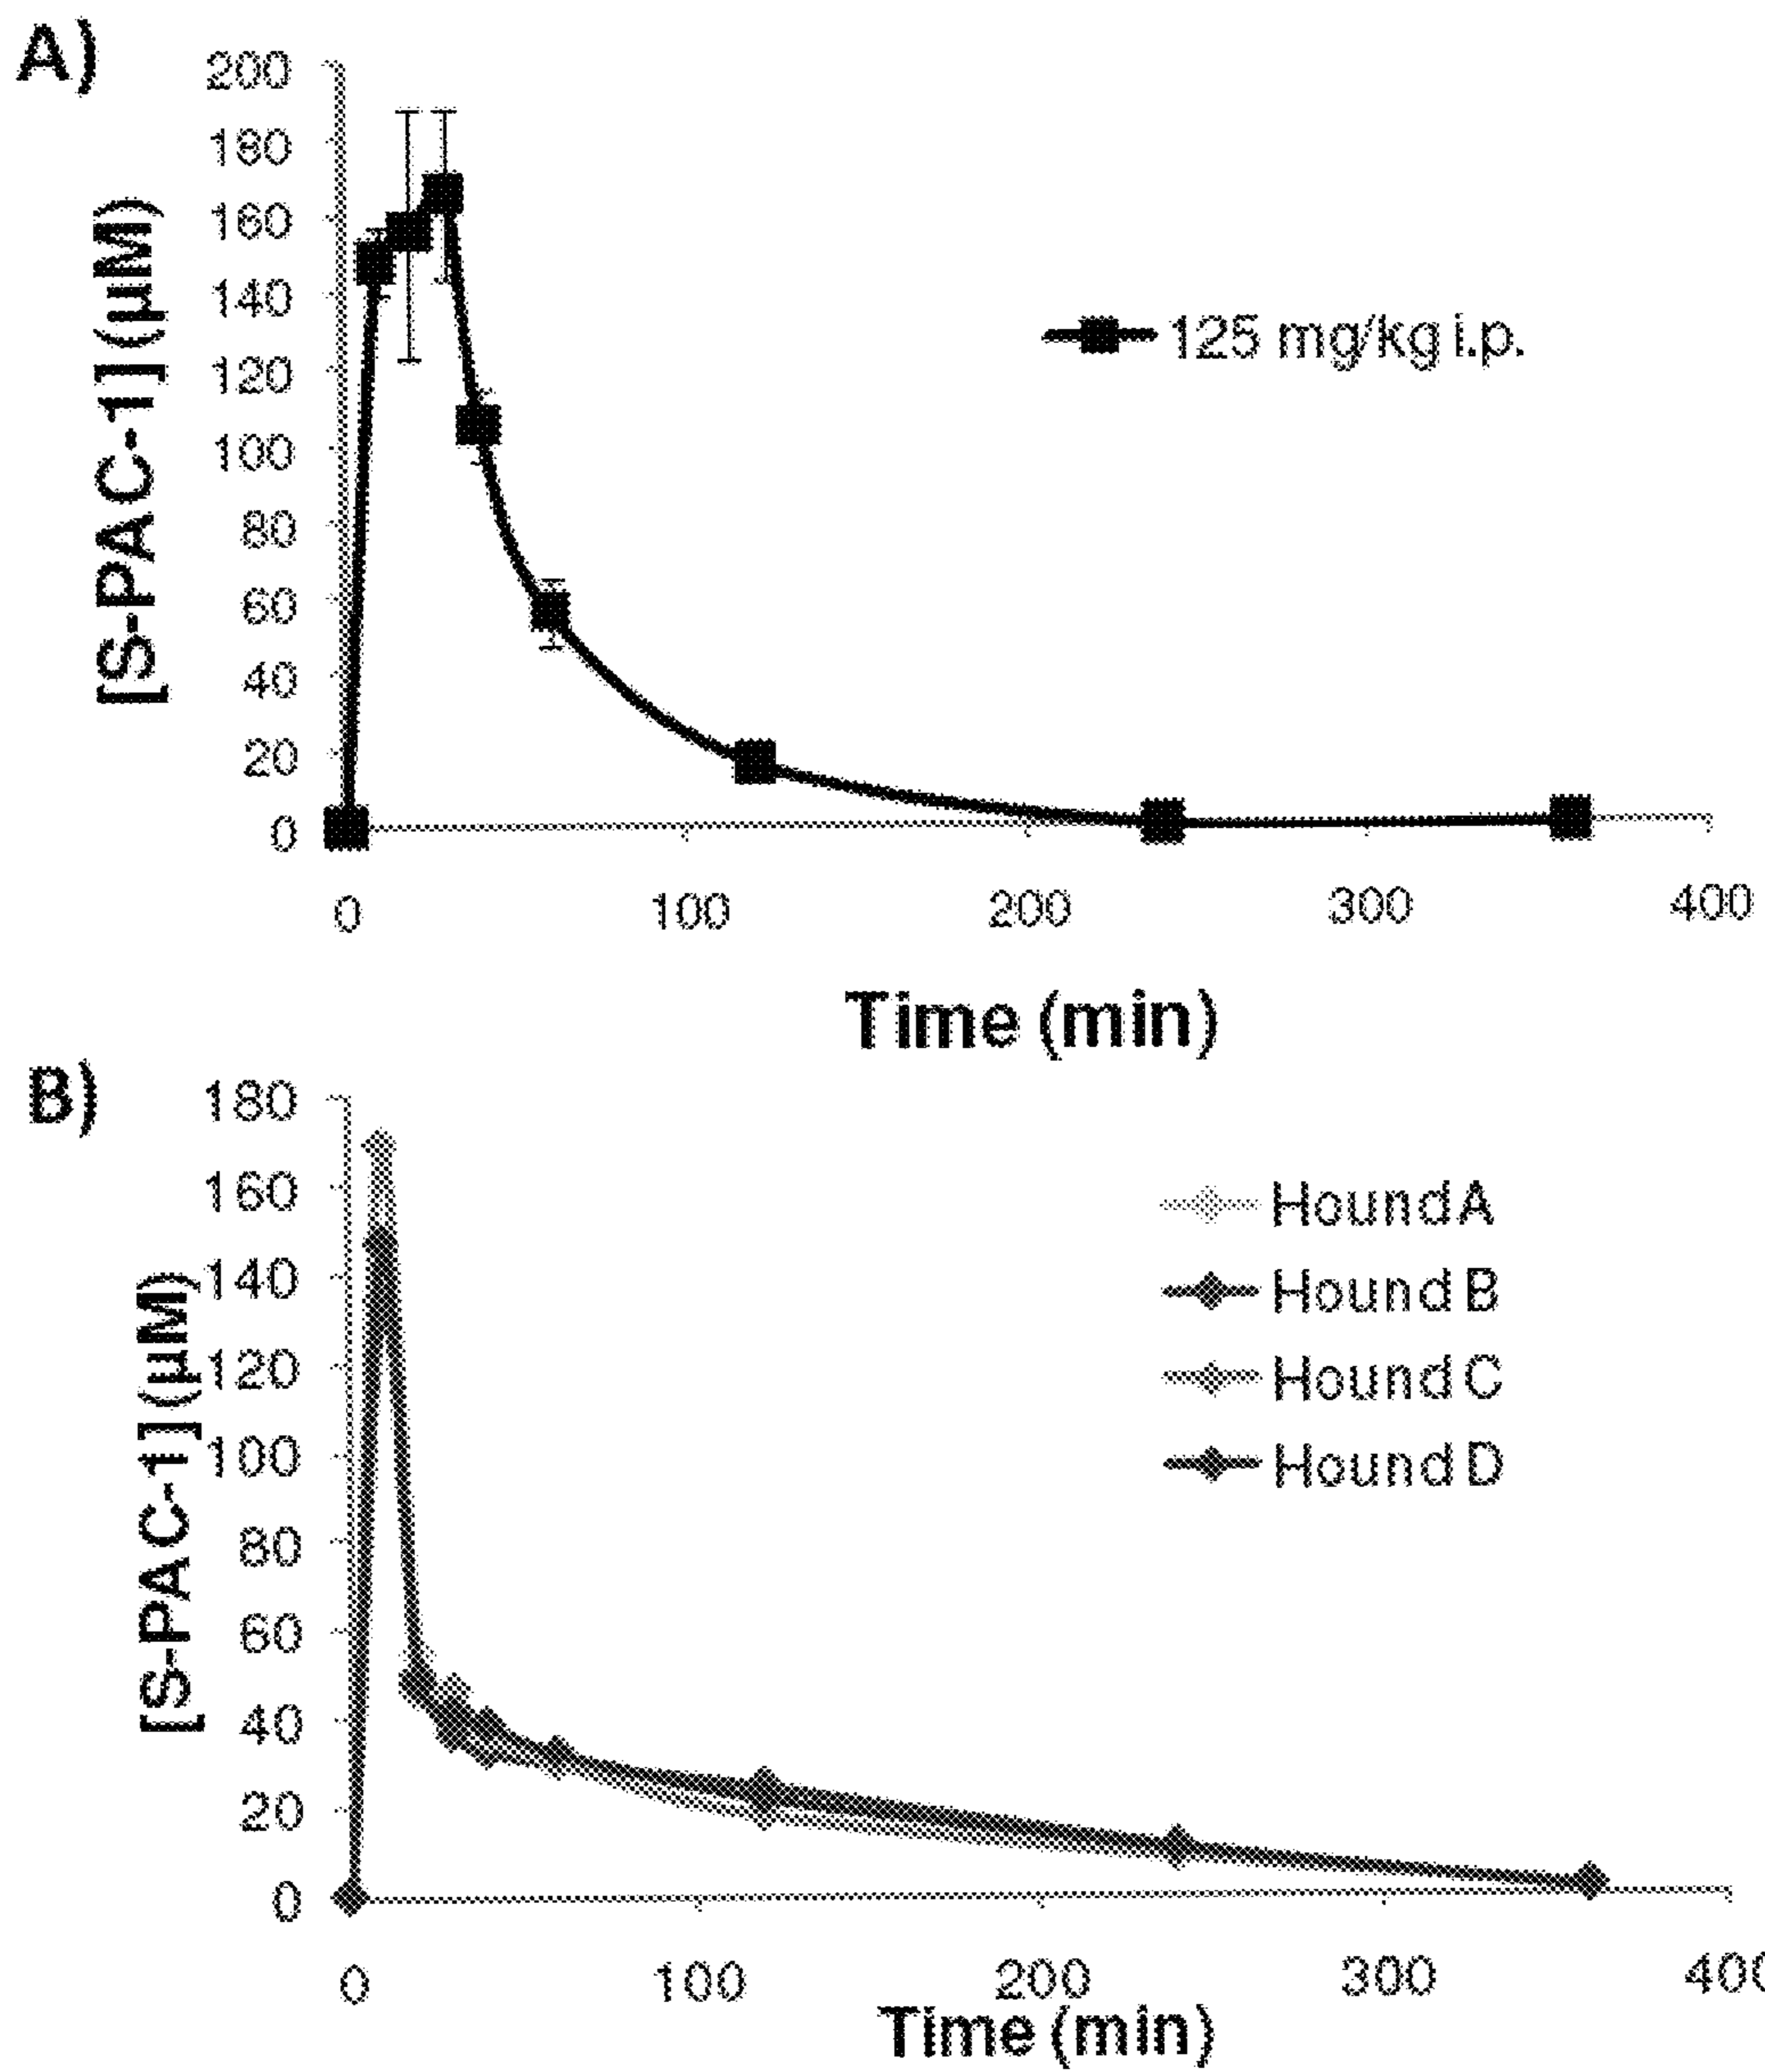 A)
[S-PAC-1] (µM)
200
180
160
140
120
100
80
60
40
20
0
125 mg/kg i.p.
0 100 200 300 400
Time (min)
B)
[S-PAC-1] (µM)
180
160
140
120
100
80
60
40
20
0
Hound A
Hound B
Hound C
Hound D
0 100 200 300 400
Time (min)